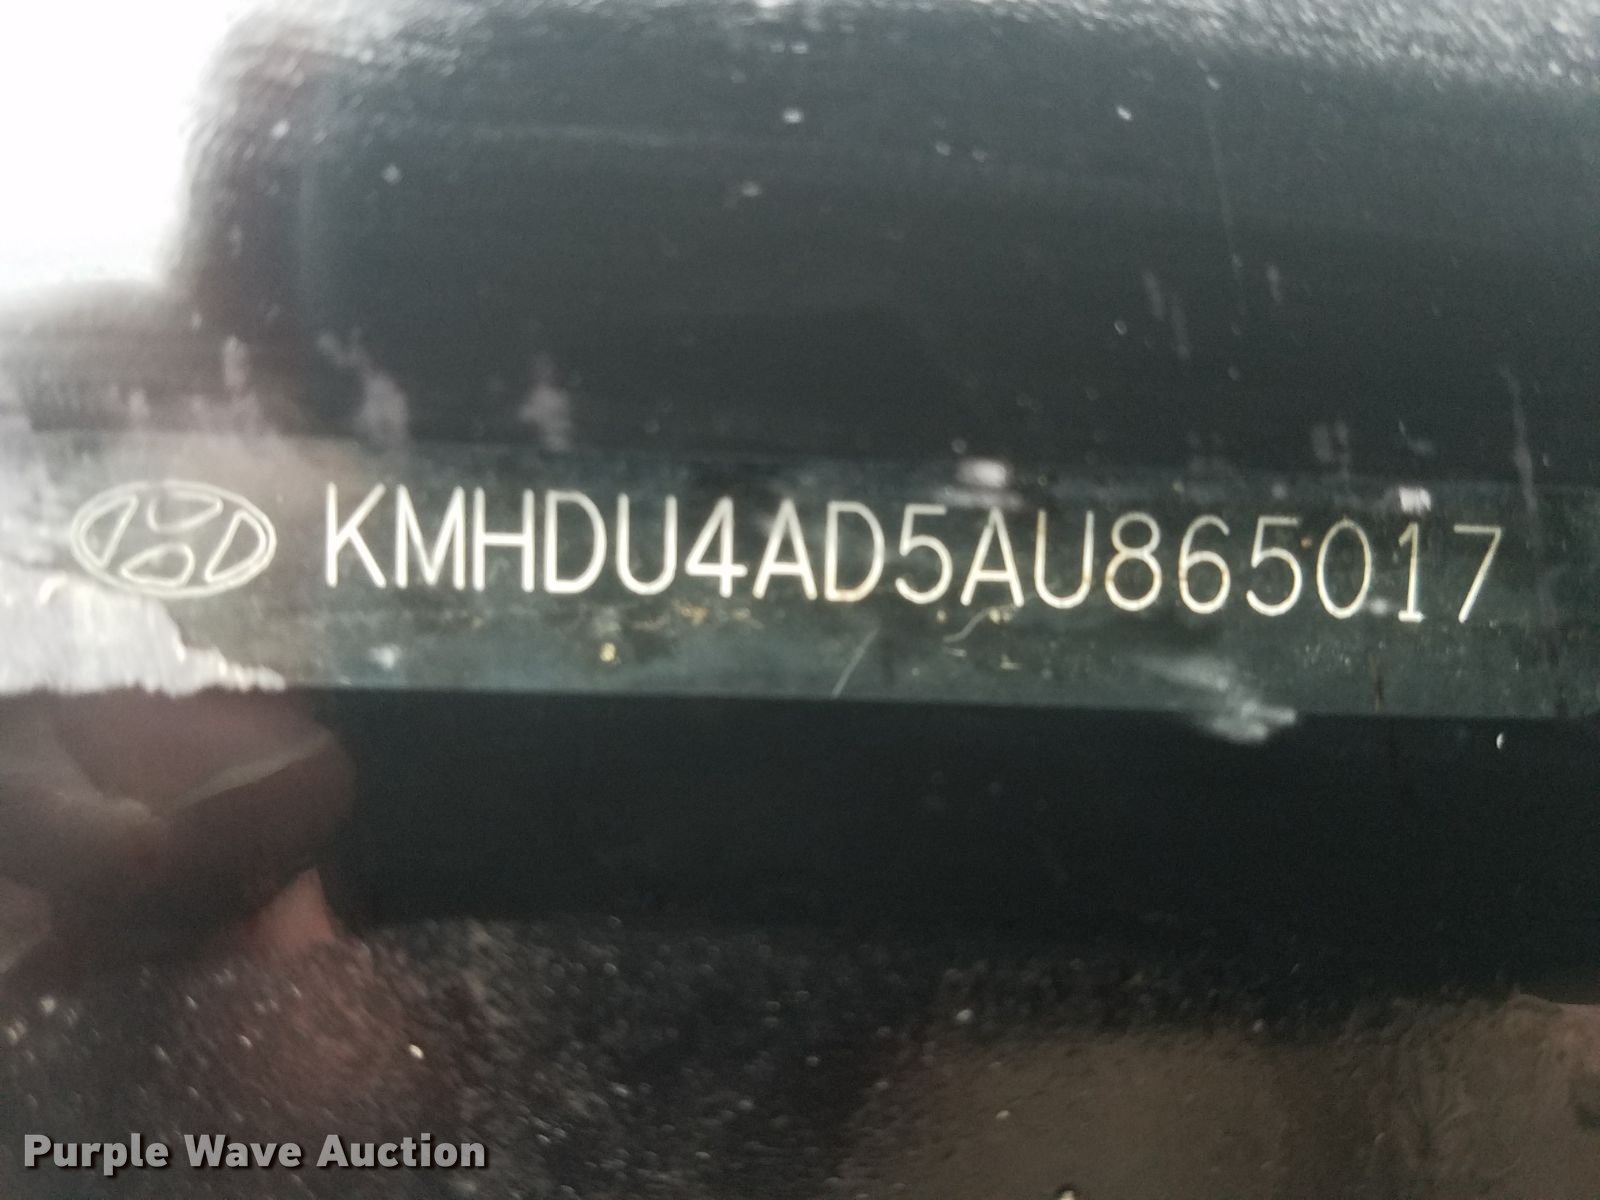 KMHDU4AD5AU865017
Purple Wave Auction